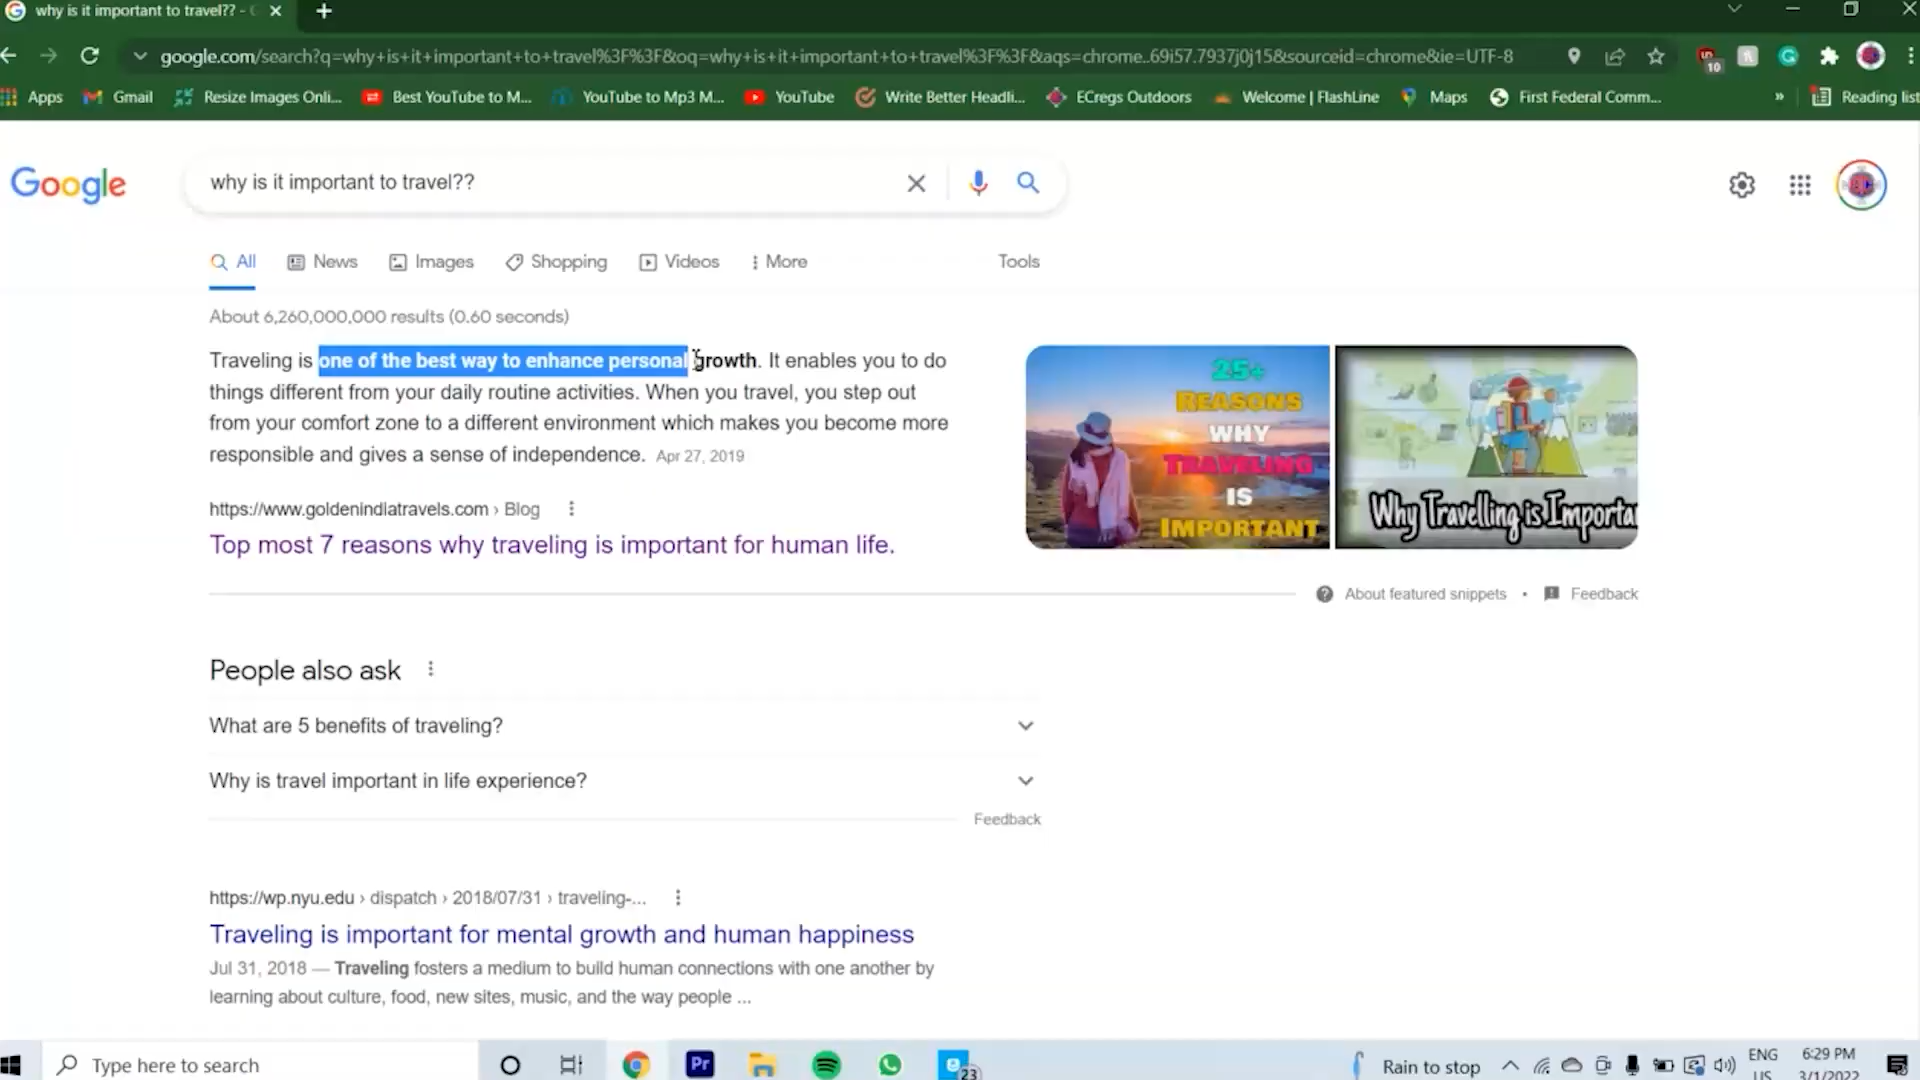 why is it important to travel?? -
google.com/search?q=why+is+it+important+to+travel%3F%3F&oq=why+is+it+important+to+travel%3F%3F&aqs=chrome..69i57.7937j0j15&sourceid=chrome&ie=UTF-8
10
Apps Gmail Resize Images Onli... Best YouTube to M... YouTube to Mp3 M... YouTube Write Better Headli... ECregs Outdoors Welcome | FlashLine Maps First Federal Comm... » Reading list
Google
why is it important to travel??
All News Images Shopping Videos More Tools
About 6,260,000,000 results (0.60 seconds)
Traveling is one of the best way to enhance personal growth. It enables you to do
things different from your daily routine activities. When you travel, you step out
from your comfort zone to a different environment which makes you become more
responsible and gives a sense of independence. Apr 27, 2019
25+
REASONS
WHY
TRAVELING
IS
IMPORTANT
Why Travelling is Importa
https://www.goldenindiatravels.com › Blog
Top most 7 reasons why traveling is important for human life.
About featured snippets • Feedback
People also ask
What are 5 benefits of traveling?
Why is travel important in life experience?
Feedback
https://wp.nyu.edu › dispatch › 2018/07/31 › traveling-...
Traveling is important for mental growth and human happiness
Jul 31, 2018 — Traveling fosters a medium to build human connections with one another by
learning about culture, food, new sites, music, and the way people ...
Type here to search
Pr
23
Rain to stop
ENG
US
6:29 PM
3/1/2022